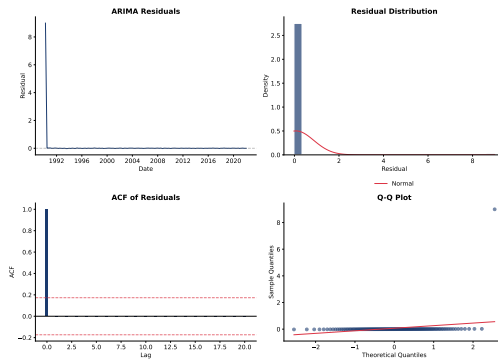 ARIMA Residuals
Residual
8
6
4
2
0
1992 1996 2000 2004 2008 2012 2016 2020
Date
Residual Distribution
Density
2.5
2.0
1.5
1.0
0.5
0.0
0 2 4 6 8
Residual
Normal
ACF of Residuals
ACF
1.0
0.8
0.6
0.4
0.2
0.0
−0.2
0.0 2.5 5.0 7.5 10.0 12.5 15.0 17.5 20.0
Lag
Q-Q Plot
Sample Quantiles
8
6
4
2
0
−2 −1 0 1 2
Theoretical Quantiles